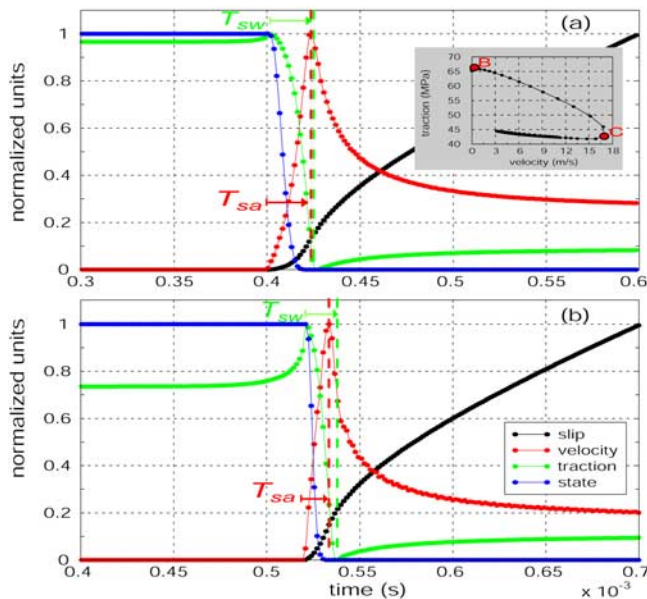 T_sw
(a)
1
0.8
0.6
0.4
0.2
0
normalized units
T_sa
B
C
traction (MPa)
70
65
60
55
50
45
40
0 3 6 9 12 15 18
velocity (m/s)
0.3 0.35 0.4 0.45 0.5 0.55 0.6
T_sw
(b)
1
0.8
0.6
0.4
0.2
0
normalized units
T_sa
slip
velocity
traction
state
0.4 0.45 0.5 0.55 0.6 0.65 0.7
time (s)
x 10⁻³